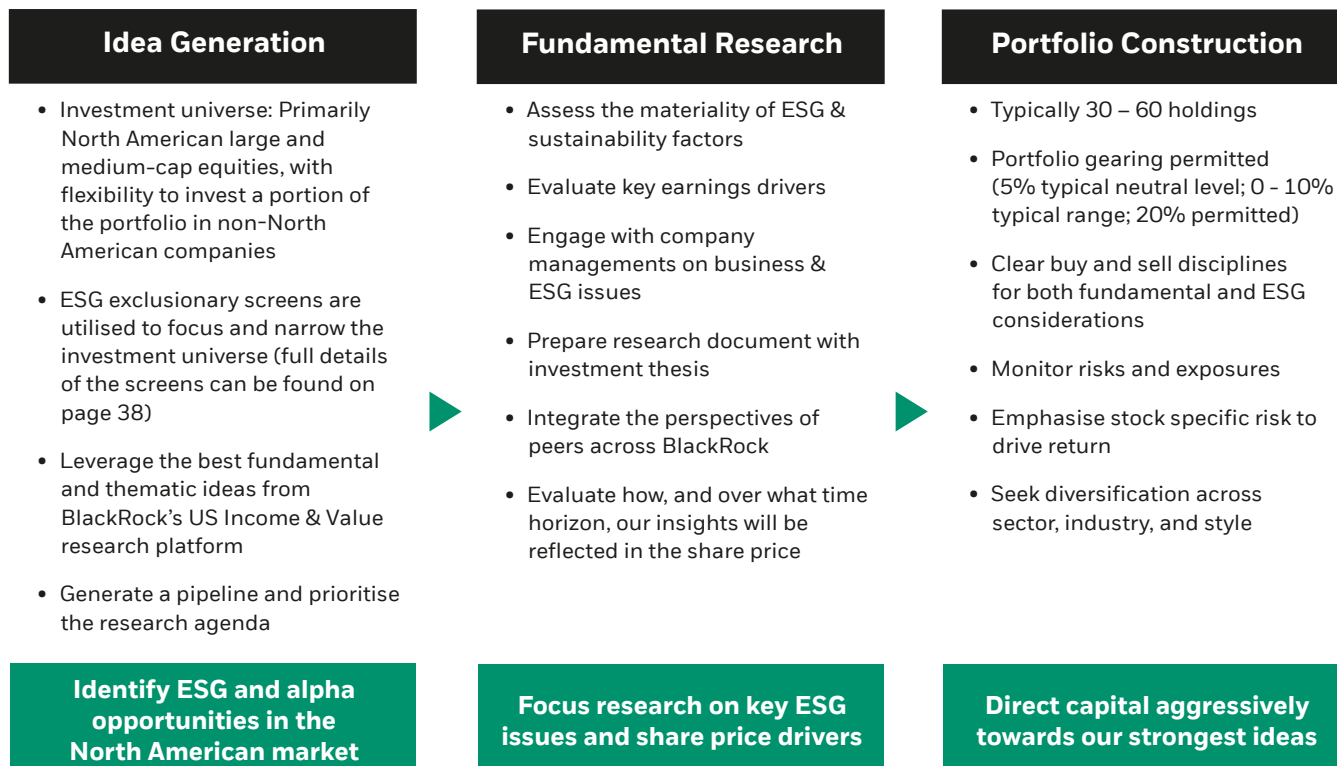 Idea Generation
• Investment universe: Primarily
North American large and
medium-cap equities, with
flexibility to invest a portion of
the portfolio in non-North
American companies
• ESG exclusionary screens are
utilised to focus and narrow the
investment universe (full details
of the screens can be found on
page 38)
• Leverage the best fundamental
and thematic ideas from
BlackRock's US Income & Value
research platform
• Generate a pipeline and prioritise
the research agenda
Identify ESG and alpha
opportunities in the
North American market
Fundamental Research
• Assess the materiality of ESG &
sustainability factors
• Evaluate key earnings drivers
• Engage with company
managements on business &
ESG issues
• Prepare research document with
investment thesis
• Integrate the perspectives of
peers across BlackRock
• Evaluate how, and over what time
horizon, our insights will be
reflected in the share price
Focus research on key ESG
issues and share price drivers
Portfolio Construction
• Typically 30 – 60 holdings
• Portfolio gearing permitted
(5% typical neutral level; 0 - 10%
typical range; 20% permitted)
• Clear buy and sell disciplines
for both fundamental and ESG
considerations
• Monitor risks and exposures
• Emphasise stock specific risk to
drive return
• Seek diversification across
sector, industry, and style
Direct capital aggressively
towards our strongest ideas